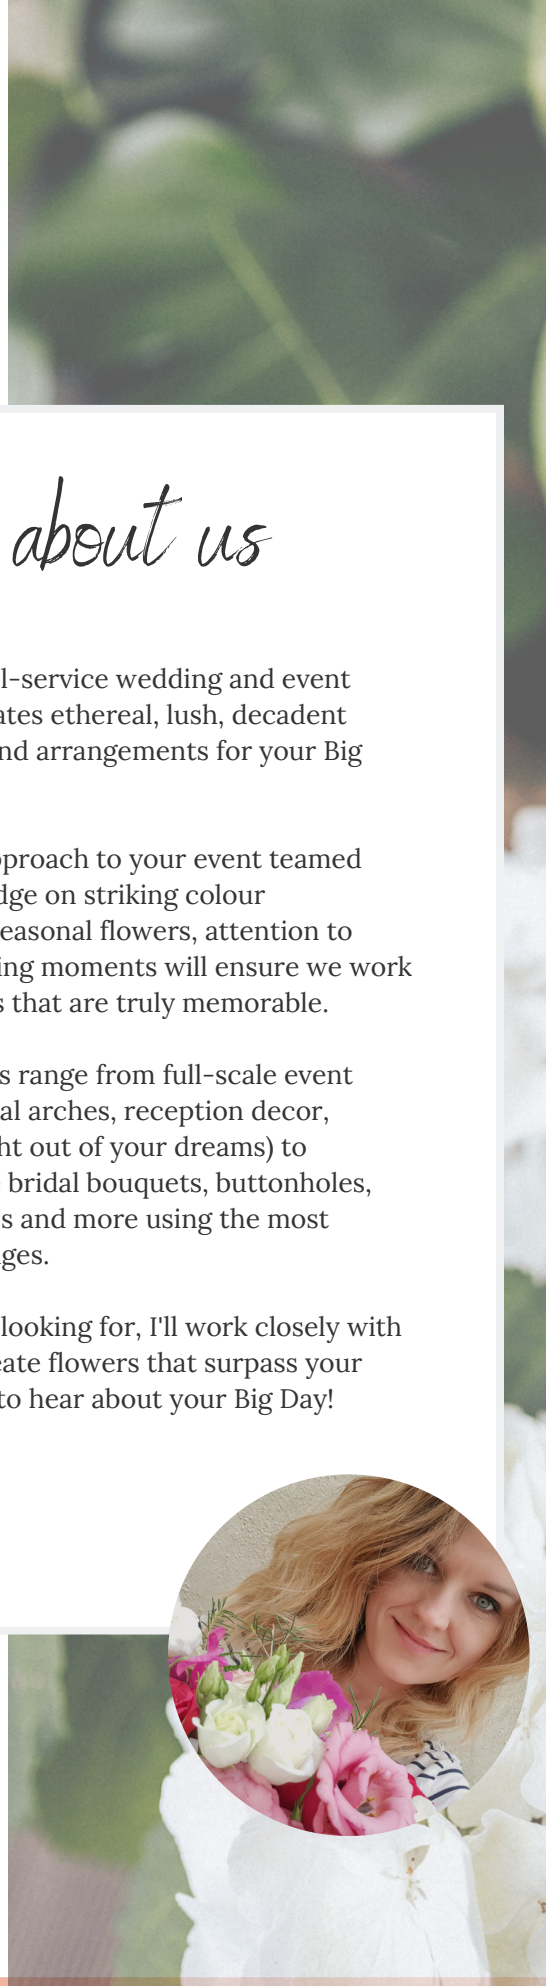 about us
l-service wedding and event
ates ethereal, lush, decadent
nd arrangements for your Big
pproach to your event teamed
dge on striking colour
easonal flowers, attention to
ing moments will ensure we work
s that are truly memorable.
s range from full-scale event
al arches, reception decor,
ht out of your dreams) to
bridal bouquets, buttonholes,
s and more using the most
ges.
looking for, I'll work closely with
eate flowers that surpass your
to hear about your Big Day!